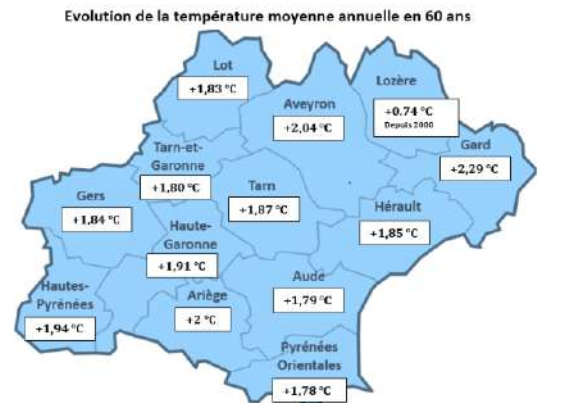 Evolution de la température moyenne annuelle en 60 ans
Lot
+1,83 °C
Lozère
+0.74 °C
Depuis 2000
Aveyron
+2,04 °C
Gard
+2,29 °C
Tarn-et-
Garonne
+1,80 °C
Tarn
+1,87 °C
Gers
+1,84 °C
Hérault
+1,85 °C
Haute-
Garonne
+1,91 °C
Aude
+1,79 °C
Hautes-
Pyrénées
+1,94 °C
Ariège
+2 °C
Pyrénées
Orientales
+1,78 °C